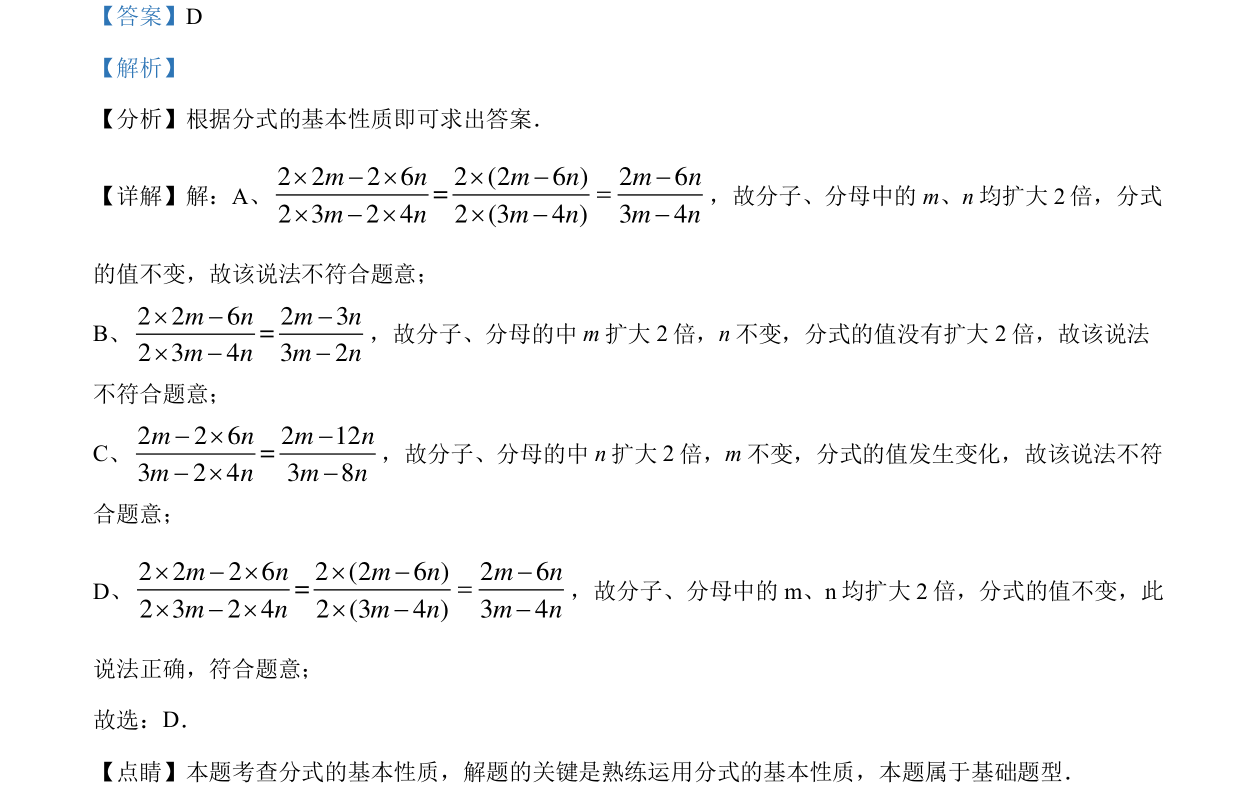 【答案】D
【解析】
【分析】根据分式的基本性质即可求出答案．
【详解】解：A、$\frac{2×2m-2×6n}{2×3m-2×4n}=\frac{2×(2m-6n)}{2×(3m-4n)}=\frac{2m-6n}{3m-4n}$，故分子、分母中的 m、n 均扩大 2 倍，分式
的值不变，故该说法不符合题意；
B、$\frac{2×2m-6n}{2×3m-4n}=\frac{2m-3n}{3m-2n}$，故分子、分母的中 m 扩大 2 倍，n 不变，分式的值没有扩大 2 倍，故该说法
不符合题意；
C、$\frac{2m-2×6n}{3m-2×4n}=\frac{2m-12n}{3m-8n}$，故分子、分母的中 n 扩大 2 倍，m 不变，分式的值发生变化，故该说法不符
合题意；
D、$\frac{2×2m-2×6n}{2×3m-2×4n}=\frac{2×(2m-6n)}{2×(3m-4n)}=\frac{2m-6n}{3m-4n}$，故分子、分母中的 m、n 均扩大 2 倍，分式的值不变，此
说法正确，符合题意；
故选：D．
【点睛】本题考查分式的基本性质，解题的关键是熟练运用分式的基本性质，本题属于基础题型．